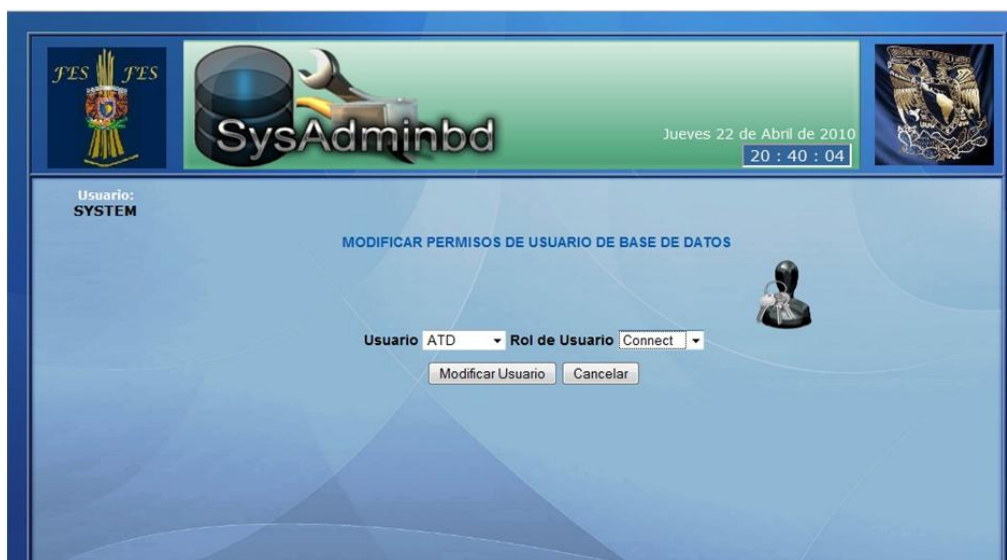 FES FES
SysAdminbd
Jueves 22 de Abril de 2010
20 : 40 : 04
Usuario:
SYSTEM
MODIFICAR PERMISOS DE USUARIO DE BASE DE DATOS
Usuario ATD Rol de Usuario Connect
Modificar Usuario Cancelar